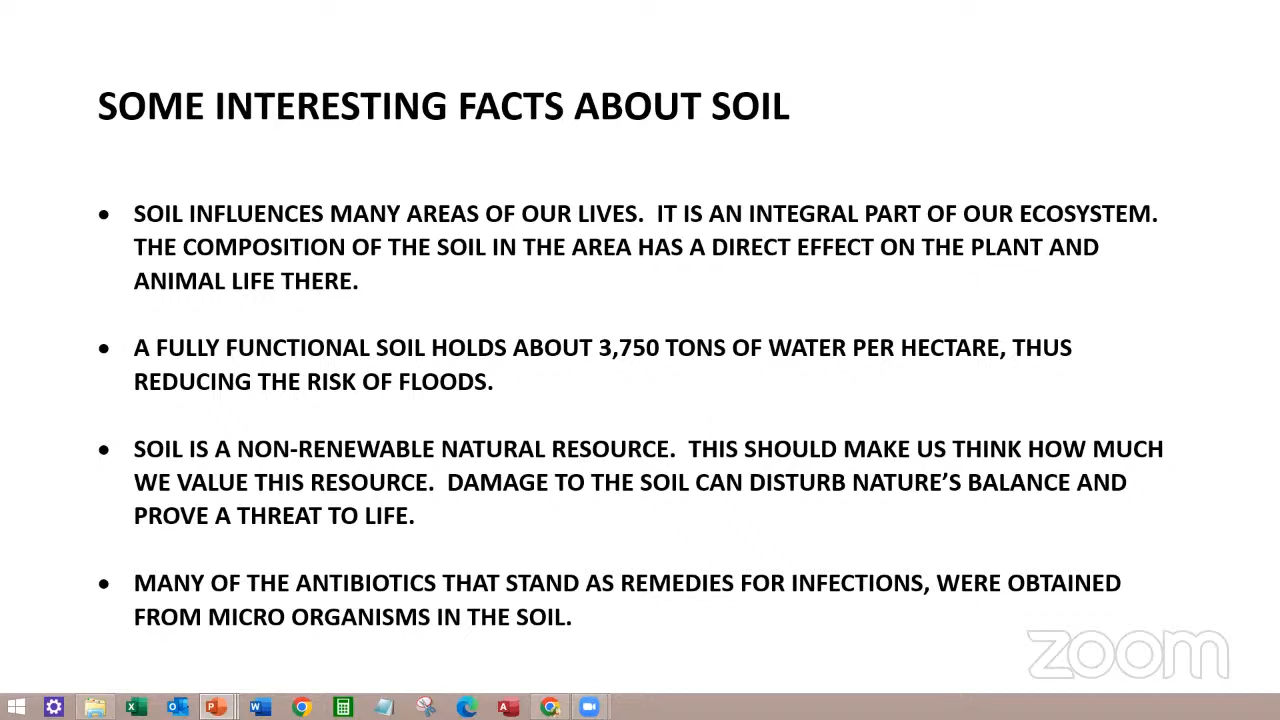 SOME INTERESTING FACTS ABOUT SOIL
• SOIL INFLUENCES MANY AREAS OF OUR LIVES.  IT IS AN INTEGRAL PART OF OUR ECOSYSTEM.
THE COMPOSITION OF THE SOIL IN THE AREA HAS A DIRECT EFFECT ON THE PLANT AND
ANIMAL LIFE THERE.
• A FULLY FUNCTIONAL SOIL HOLDS ABOUT 3,750 TONS OF WATER PER HECTARE, THUS
REDUCING THE RISK OF FLOODS.
• SOIL IS A NON-RENEWABLE NATURAL RESOURCE.  THIS SHOULD MAKE US THINK HOW MUCH
WE VALUE THIS RESOURCE.  DAMAGE TO THE SOIL CAN DISTURB NATURE’S BALANCE AND
PROVE A THREAT TO LIFE.
• MANY OF THE ANTIBIOTICS THAT STAND AS REMEDIES FOR INFECTIONS, WERE OBTAINED
FROM MICRO ORGANISMS IN THE SOIL.
zoom